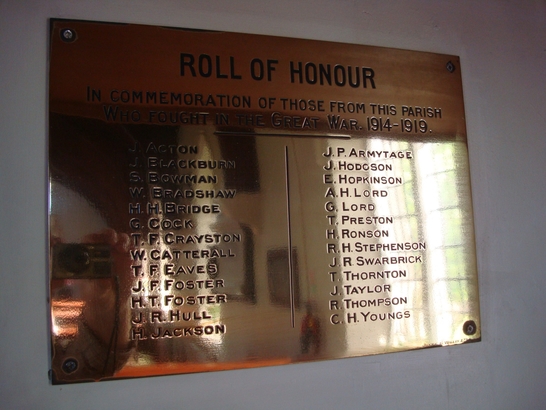 ROLL OF HONOUR
IN COMMEMORATION OF THOSE FROM THIS PARISH
WHO FOUGHT IN THE GREAT WAR. 1914-1919.
J. ACTON
J. BLACKBURN
S. BOWMAN
W. BRADSHAW
H. H. BRIDGE
G. COCK
T. F. CRAYSTON
W. CATTERALL
T. P. EAVES
J. F. FOSTER
H. T. FOSTER
J. R. HULL
H. JACKSON
J. P. ARMYTAGE
J. HODGSON
E. HOPKINSON
A. H. LORD
G. LORD
T. PRESTON
H. RONSON
R. H. STEPHENSON
J. R SWARBRICK
T. THORNTON
J. TAYLOR
R. THOMPSON
C. H. YOUNGS